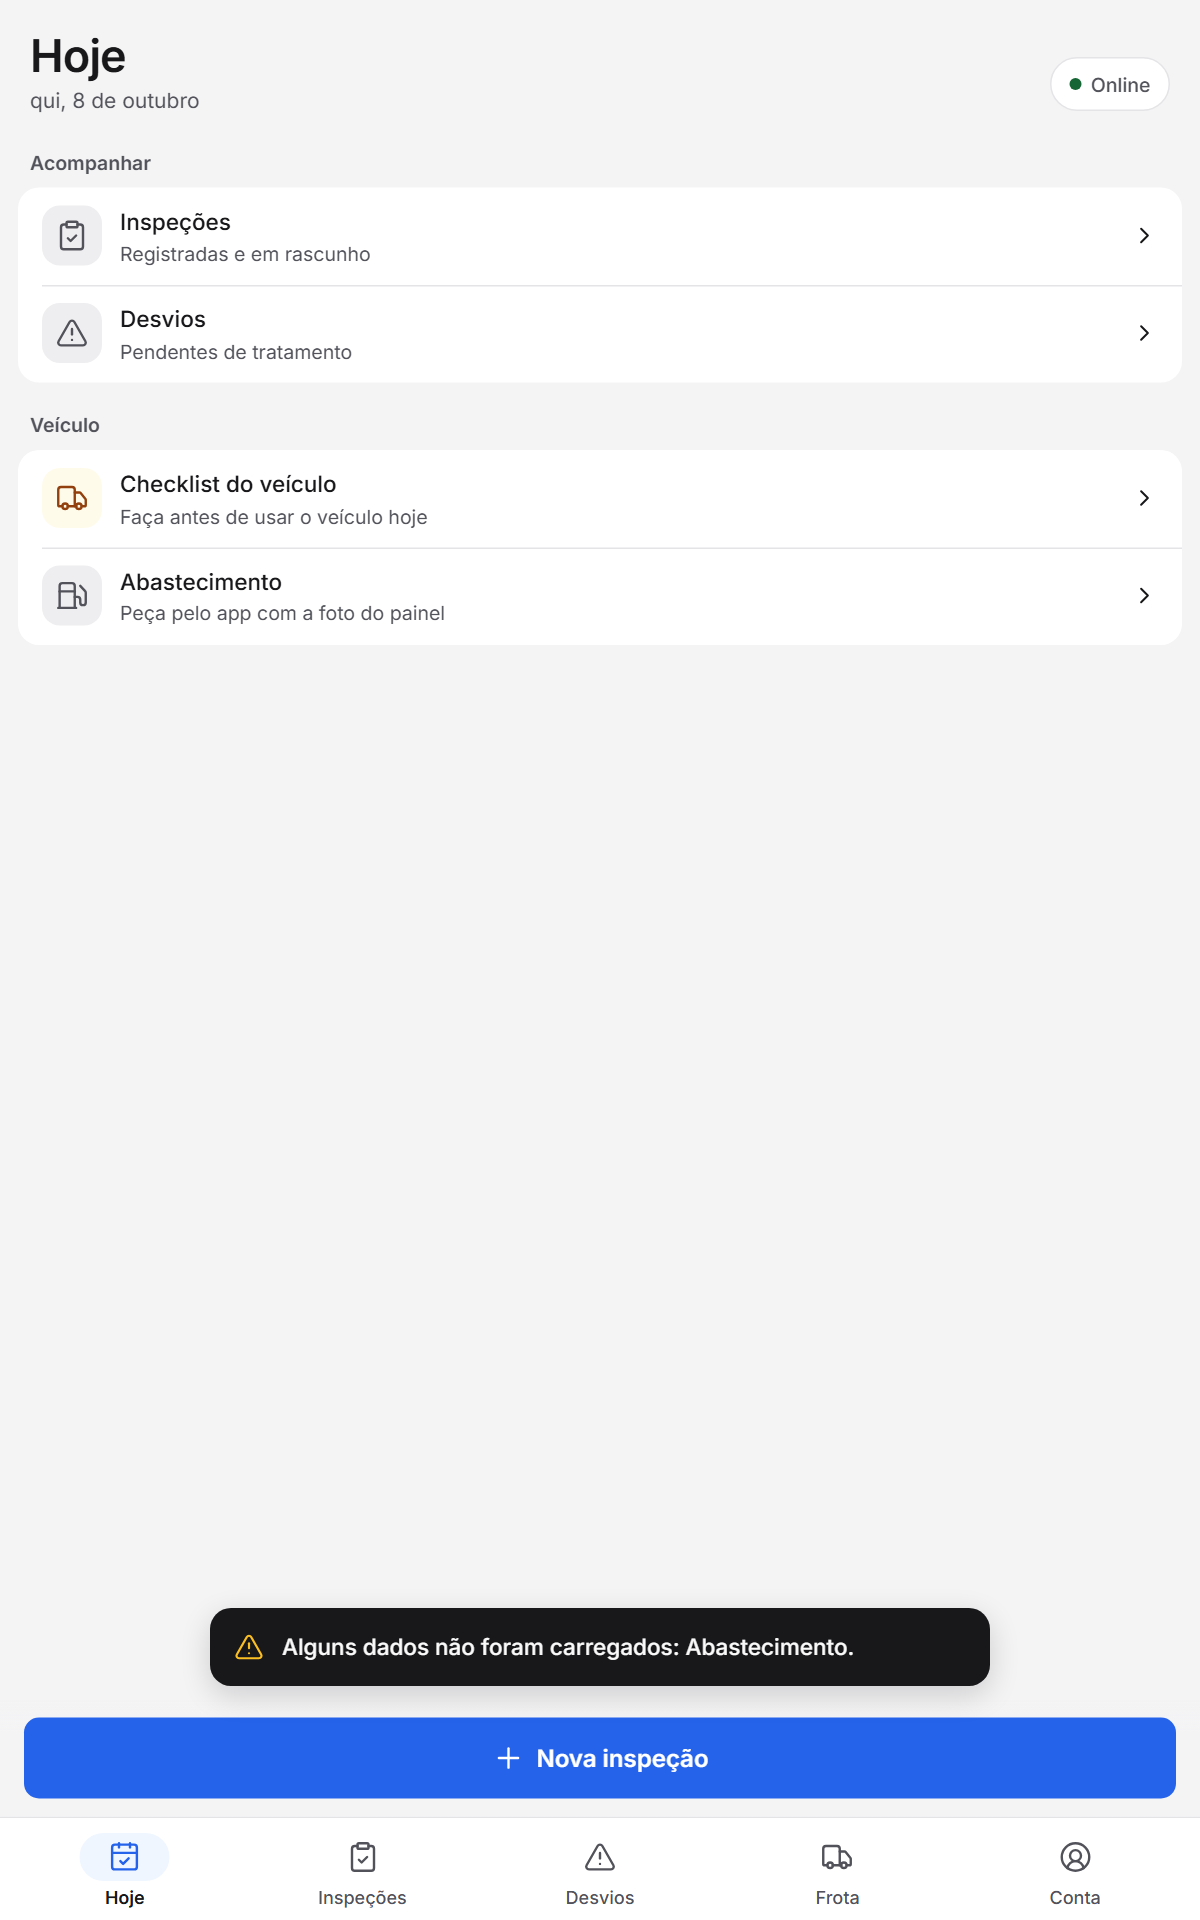 Hoje
qui, 8 de outubro
Online
Acompanhar
Inspeções
Registradas e em rascunho
Desvios
Pendentes de tratamento
Veículo
Checklist do veículo
Faça antes de usar o veículo hoje
Abastecimento
Peça pelo app com a foto do painel
Alguns dados não foram carregados: Abastecimento.
Nova inspeção
Hoje
Inspeções
Desvios
Frota
Conta